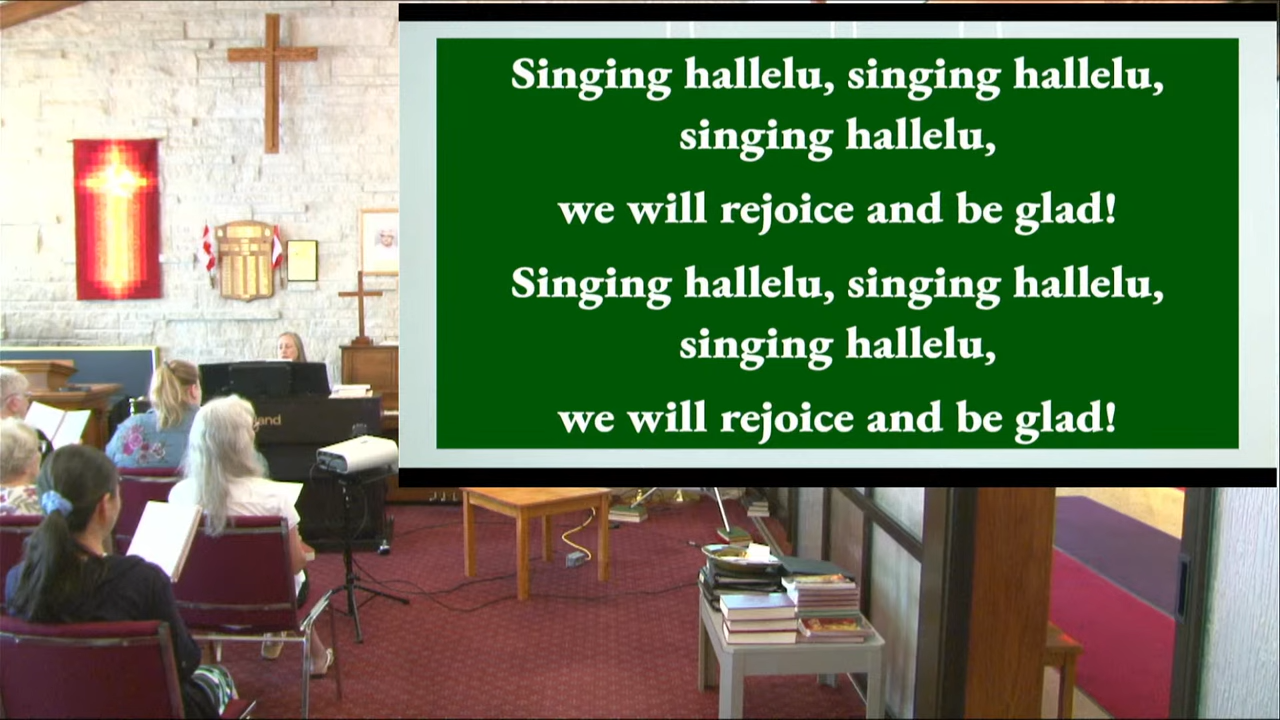 Singing hallelu, singing hallelu,
singing hallelu,
we will rejoice and be glad!
Singing hallelu, singing hallelu,
singing hallelu,
we will rejoice and be glad!